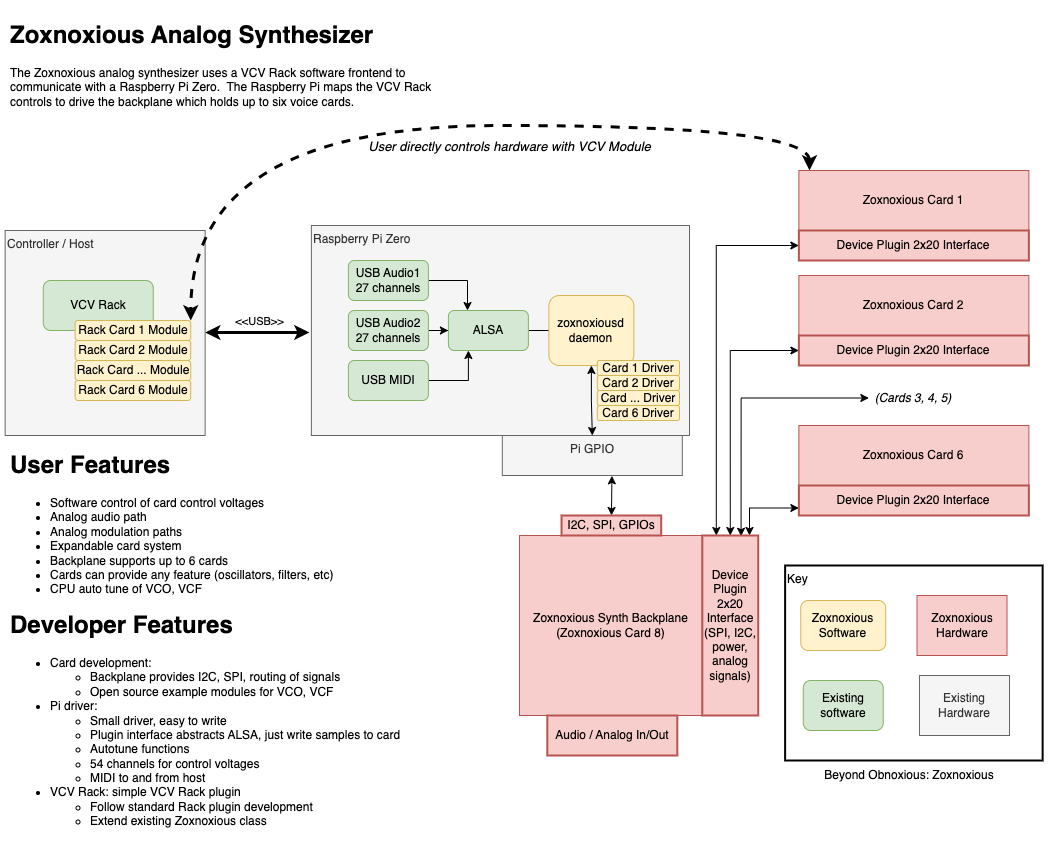 Zoxnoxious Analog Synthesizer
The Zoxnoxious analog synthesizer uses a VCV Rack software frontend to
communicate with a Raspberry Pi Zero.  The Raspberry Pi maps the VCV Rack
controls to drive the backplane which holds up to six voice cards.
User directly controls hardware with VCV Module
Controller / Host
VCV Rack
Rack Card 1 Module
Rack Card 2 Module
Rack Card ... Module
Rack Card 6 Module
<<USB>>
Raspberry Pi Zero
USB Audio1
27 channels
USB Audio2
27 channels
USB MIDI
ALSA
zoxnoxiousd
daemon
Card 1 Driver
Card 2 Driver
Card ... Driver
Card 6 Driver
Pi GPIO
Zoxnoxious Card 1
Device Plugin 2x20 Interface
Zoxnoxious Card 2
Device Plugin 2x20 Interface
(Cards 3, 4, 5)
Zoxnoxious Card 6
Device Plugin 2x20 Interface
I2C, SPI, GPIOs
Zoxnoxious Synth Backplane
(Zoxnoxious Card 8)
Device
Plugin
2x20
Interface
(SPI, I2C,
power,
analog
signals)
Audio / Analog In/Out
User Features
• Software control of card control voltages
• Analog audio path
• Analog modulation paths
• Expandable card system
• Backplane supports up to 6 cards
• Cards can provide any feature (oscillators, filters, etc)
• CPU auto tune of VCO, VCF
Developer Features
• Card development:
◦ Backplane provides I2C, SPI, routing of signals
◦ Open source example modules for VCO, VCF
• Pi driver:
◦ Small driver, easy to write
◦ Plugin interface abstracts ALSA, just write samples to card
◦ Autotune functions
◦ 54 channels for control voltages
◦ MIDI to and from host
• VCV Rack: simple VCV Rack plugin
◦ Follow standard Rack plugin development
◦ Extend existing Zoxnoxious class
Key
Zoxnoxious
Software
Zoxnoxious
Hardware
Existing
software
Existing
Hardware
Beyond Obnoxious: Zoxnoxious